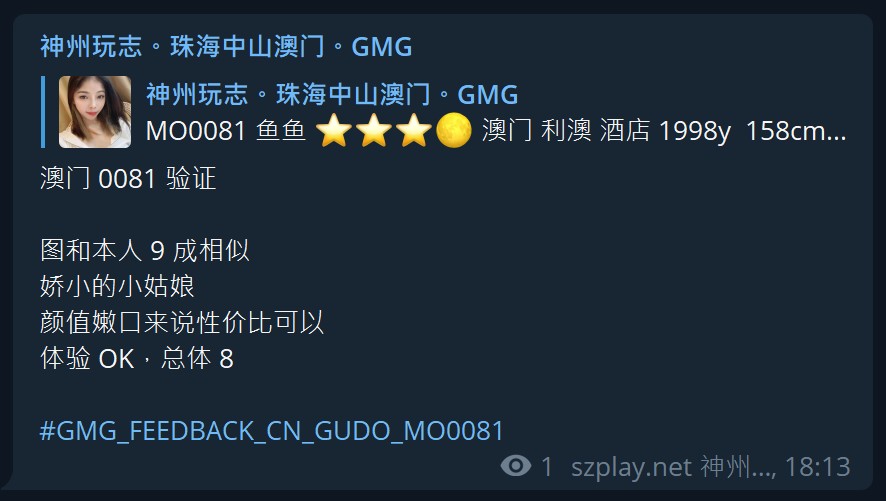 神州玩志。珠海中山澳门。GMG
神州玩志。珠海中山澳门。GMG
MO0081 鱼鱼 ⭐⭐⭐🌕 澳门 利澳 酒店 1998y 158cm...
澳门 0081 验证
图和本人 9 成相似
娇小的小姑娘
颜值嫩口来说性价比可以
体验 OK，总体 8
#GMG_FEEDBACK_CN_GUDO_MO0081
1 szplay.net 神州..., 18:13